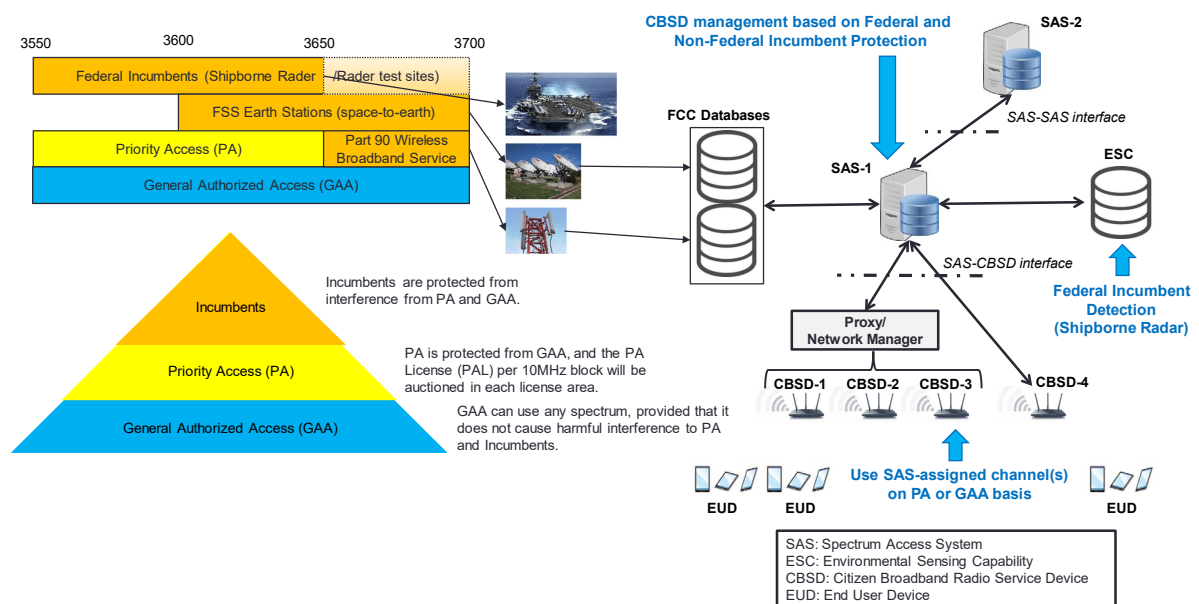 3550
3600
3650
3700
Federal Incumbents (Shipborne Rader
/Rader test sites)
FSS Earth Stations (space-to-earth)
Priority Access (PA)
Part 90 Wireless
Broadband Service
General Authorized Access (GAA)
Incumbents
Priority Access (PA)
General Authorized Access (GAA)
Incumbents are protected from
interference from PA and GAA.
PA is protected from GAA, and the PA
License (PAL) per 10MHz block will be
auctioned in each license area.
GAA can use any spectrum, provided that it
does not cause harmful interference to PA
and Incumbents.
CBSD management based on Federal and
Non-Federal Incumbent Protection
SAS-2
FCC Databases
SAS-SAS interface
SAS-1
ESC
SAS-CBSD interface
Federal Incumbent
Detection
(Shipborne Radar)
Proxy/
Network Manager
CBSD-1
CBSD-2
CBSD-3
CBSD-4
Use SAS-assigned channel(s)
on PA or GAA basis
EUD
EUD
EUD
SAS: Spectrum Access System
ESC: Environmental Sensing Capability
CBSD: Citizen Broadband Radio Service Device
EUD: End User Device